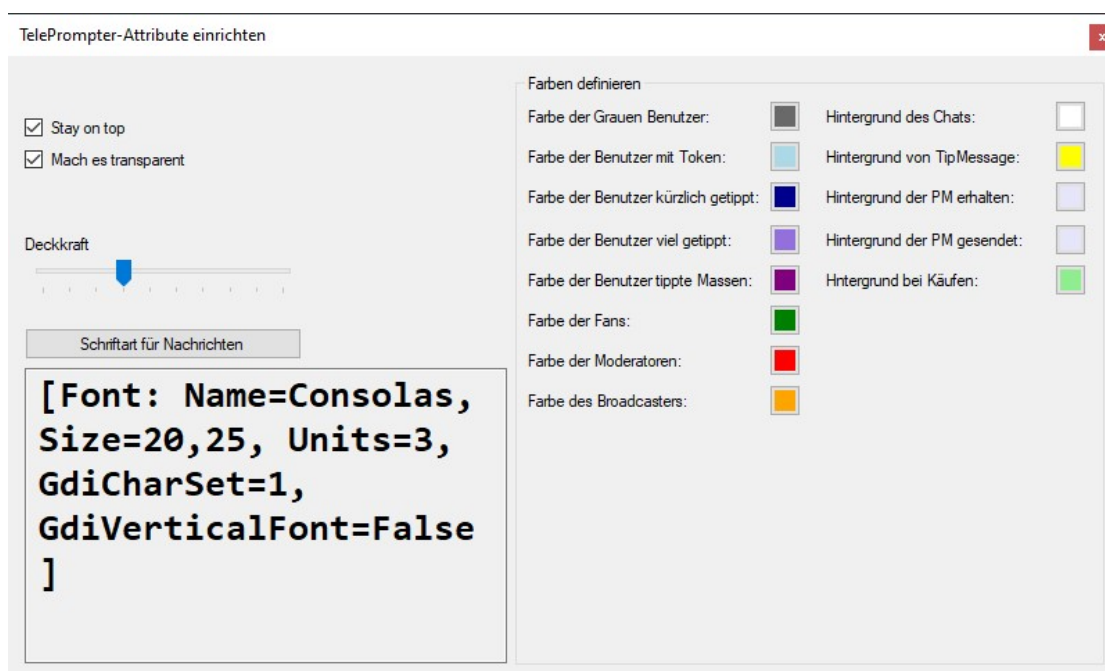 TelePrompter-Attribute einrichten
x
Stay on top
Mach es transparent
Deckkraft
Schriftart für Nachrichten
[Font: Name=Consolas,
Size=20,25, Units=3,
GdiCharSet=1,
GdiVerticalFont=False
]
Farben definieren
Farbe der Grauen Benutzer:
Farbe der Benutzer mit Token:
Farbe der Benutzer kürzlich getippt:
Farbe der Benutzer viel getippt:
Farbe der Benutzer tippte Massen:
Farbe der Fans:
Farbe der Moderatoren:
Farbe des Broadcasters:
Hintergrund des Chats:
Hintergrund von TipMessage:
Hintergrund der PM erhalten:
Hintergrund der PM gesendet:
Hntergrund bei Käufen: